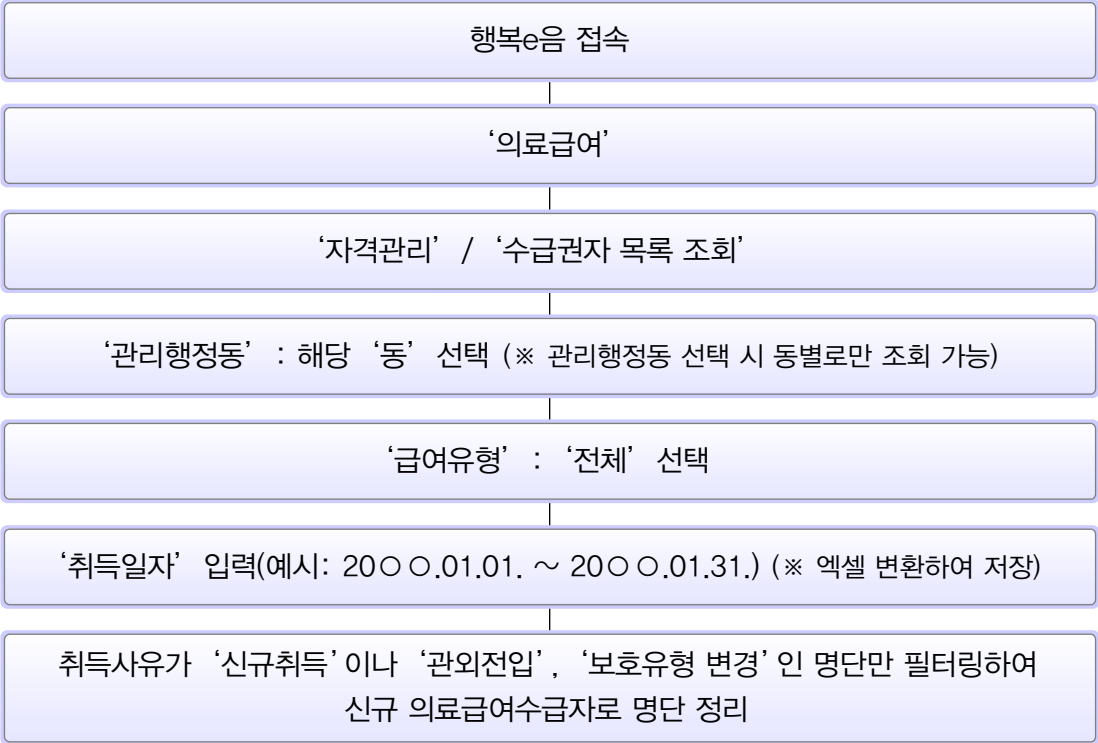 행복e음 접속
‘의료급여’
‘자격관리’ / ‘수급권자 목록 조회’
‘관리행정동’ : 해당 ‘동’ 선택 (※ 관리행정동 선택 시 동별로만 조회 가능)
‘급여유형’ : ‘전체’ 선택
‘취득일자’ 입력(예시: 20○○.01.01. ～ 20○○.01.31.) (※ 엑셀 변환하여 저장)
취득사유가 ‘신규취득’이나 ‘관외전입’, ‘보호유형 변경’인 명단만 필터링하여
신규 의료급여수급자로 명단 정리